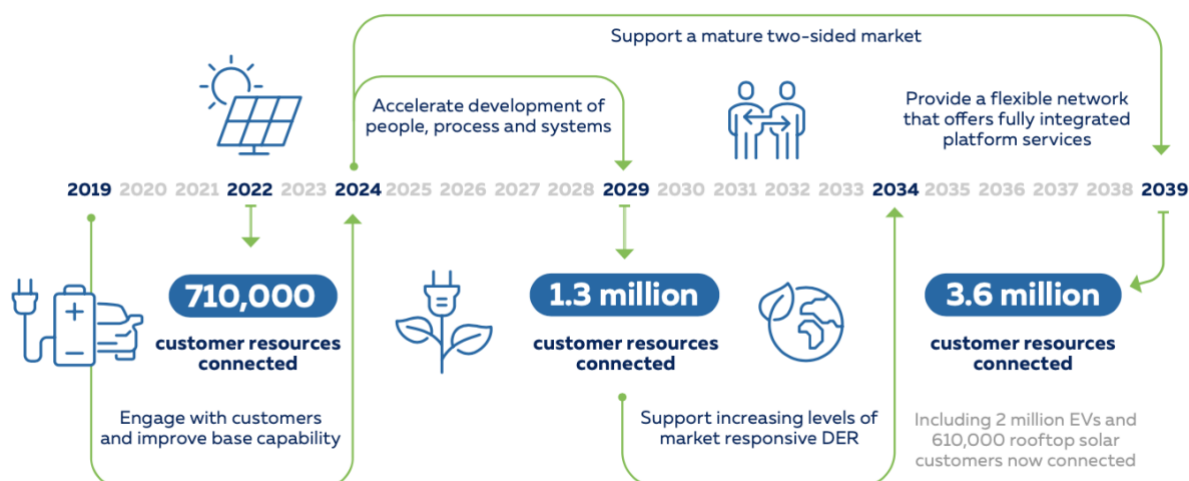 Support a mature two-sided market
Accelerate development of
people, process and systems
Provide a flexible network
that offers fully integrated
platform services
2019 2020 2021 2022 2023 2024 2025 2026 2027 2028 2029 2030 2031 2032 2033 2034 2035 2036 2037 2038 2039
710,000
customer resources
connected
1.3 million
customer resources
connected
3.6 million
customer resources
connected
Engage with customers
and improve base capability
Support increasing levels of
market responsive DER
Including 2 million EVs and
610,000 rooftop solar
customers now connected